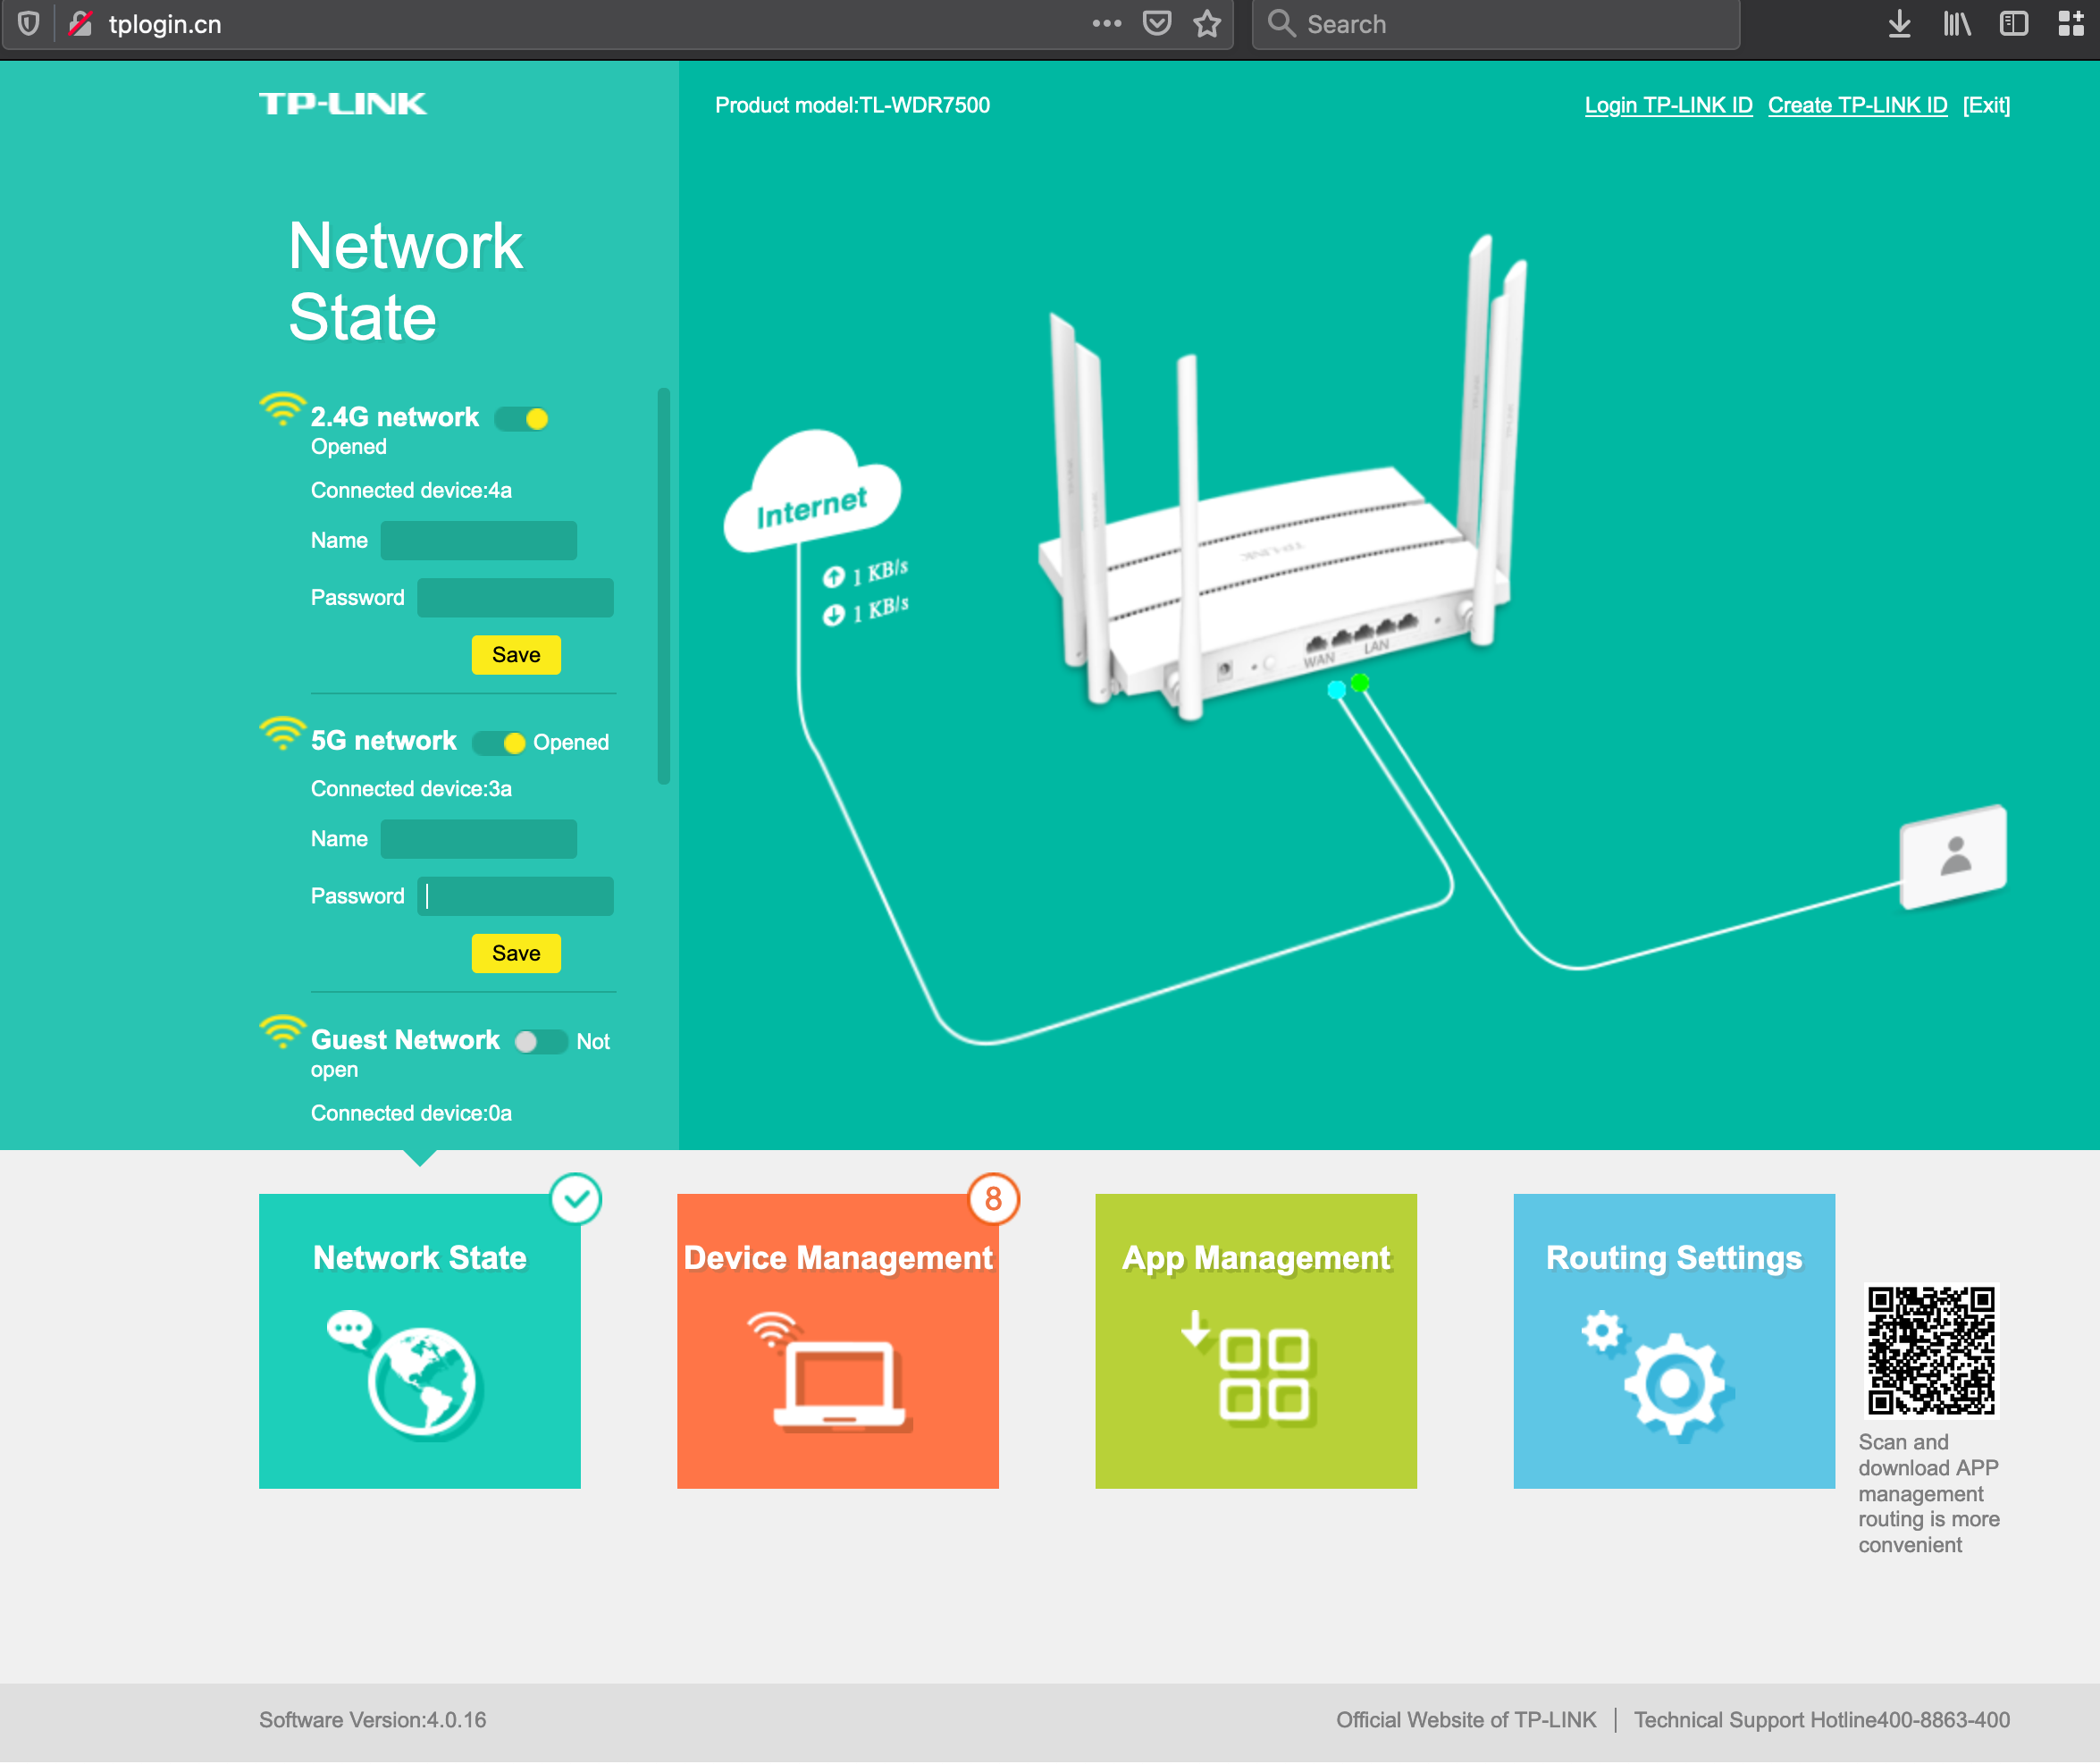 tplogin.cn
Search
TP-LINK
Product model:TL-WDR7500
Login TP-LINK ID Create TP-LINK ID [Exit]
Network
State
2.4G network
Opened
Connected device:4a
Name
Password
Save
5G network Opened
Connected device:3a
Name
Password
Save
Guest Network Not
open
Connected device:0a
Internet
1 KB/s
1 KB/s
TP-LINK
WAN LAN
Network State
8
Device Management
App Management
Routing Settings
Scan and
download APP
management
routing is more
convenient
Software Version:4.0.16
Official Website of TP-LINK | Technical Support Hotline400-8863-400